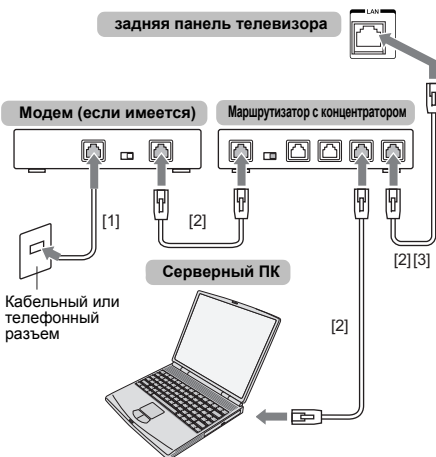 задняя панель телевизора
LAN
Модем (если имеется)
Маршрутизатор с концентратором
[1]
[2]
[2] [3]
Серверный ПК
Кабельный или
телефонный
разъем
[2]